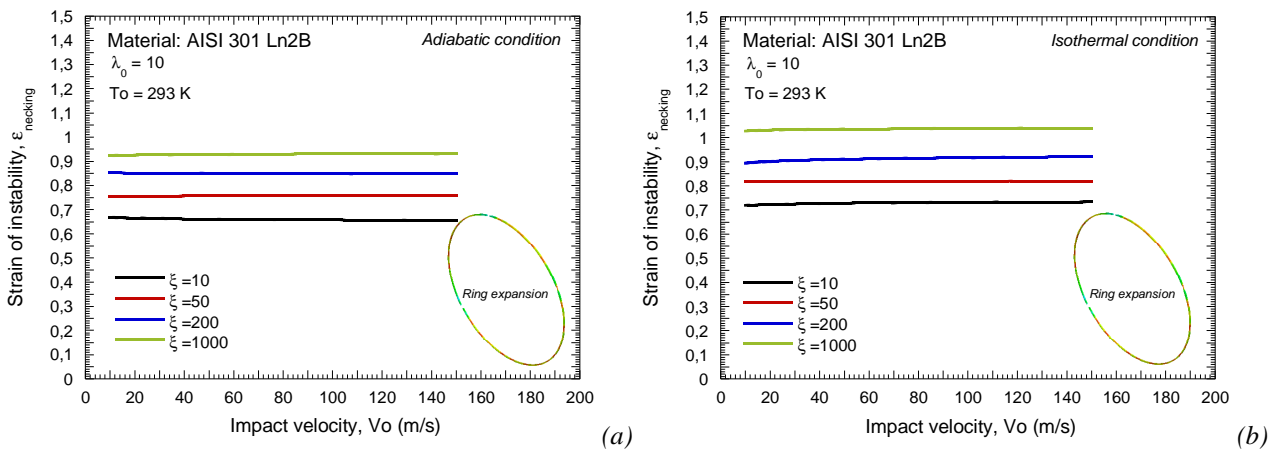 Material: AISI 301 Ln2B
Adiabatic condition
λ0 = 10
To = 293 K
Strain of instability, εnecking
1,5
1,4
1,3
1,2
1,1
1
0,9
0,8
0,7
0,6
0,5
0,4
0,3
0,2
0,1
0
ξ =10
ξ =50
ξ =200
ξ =1000
Ring expansion
0 20 40 60 80 100 120 140 160 180 200
Impact velocity, Vo (m/s)
(a)
Material: AISI 301 Ln2B
Isothermal condition
λ0 = 10
To = 293 K
Strain of instability, εnecking
1,5
1,4
1,3
1,2
1,1
1
0,9
0,8
0,7
0,6
0,5
0,4
0,3
0,2
0,1
0
ξ =10
ξ =50
ξ =200
ξ =1000
Ring expansion
0 20 40 60 80 100 120 140 160 180 200
Impact velocity, Vo (m/s)
(b)